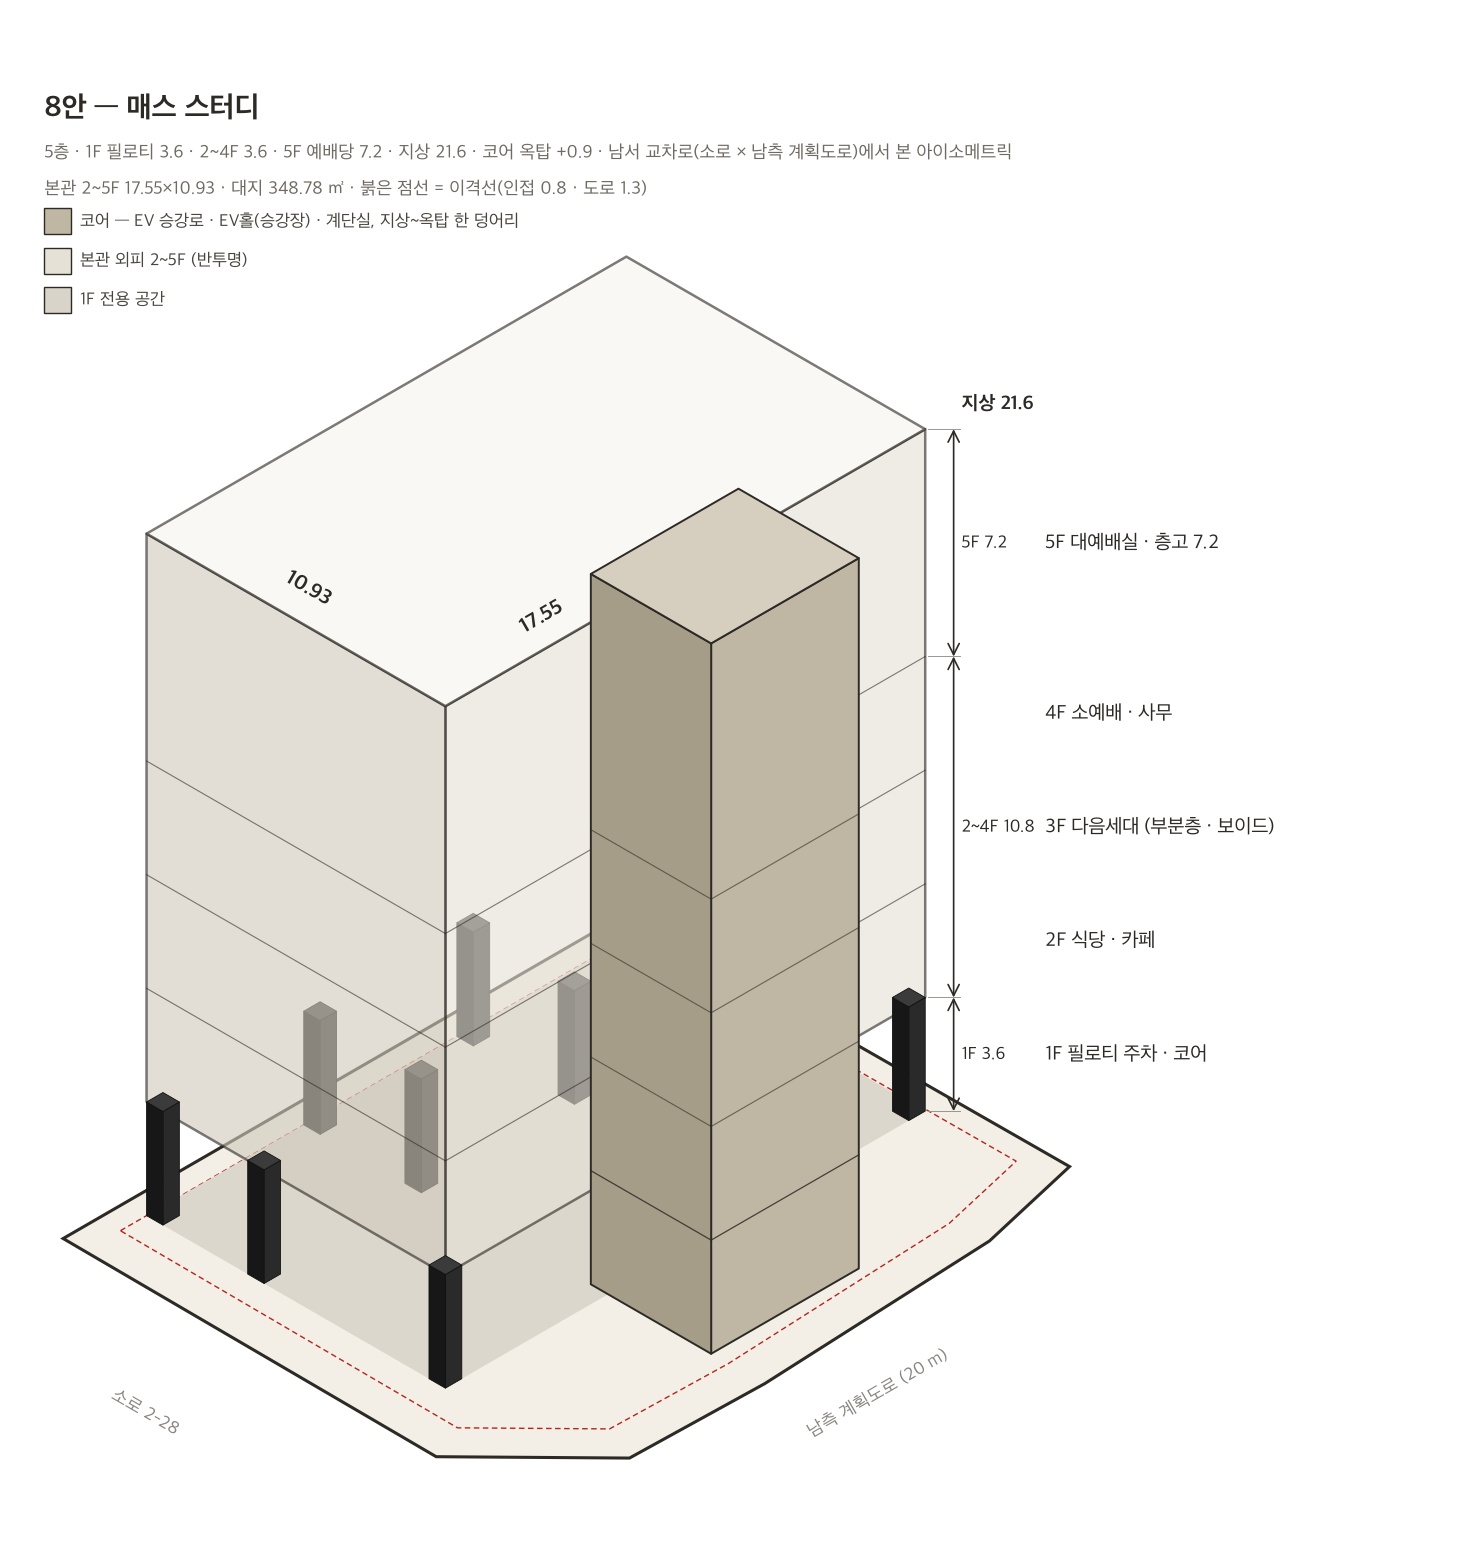 8안 — 매스 스터디
5층 · 1F 필로티 3.6 · 2~4F 3.6 · 5F 예배당 7.2 · 지상 21.6 · 코어 옥탑 +0.9 · 남서 교차로(소로 × 남측 계획도로)에서 본 아이소메트릭
본관 2~5F 17.55×10.93 · 대지 348.78 ㎡ · 붉은 점선 = 이격선(인접 0.8 · 도로 1.3)
코어 — EV 승강로 · EV홀(승강장) · 계단실, 지상~옥탑 한 덩어리
본관 외피 2~5F (반투명)
1F 전용 공간
지상 21.6
5F 7.2 5F 대예배실 · 층고 7.2
10.93
17.55
4F 소예배 · 사무
2~4F 10.8 3F 다음세대 (부분층 · 보이드)
2F 식당 · 카페
1F 3.6 1F 필로티 주차 · 코어
소로 2-28
남측 계획도로 (20 m)